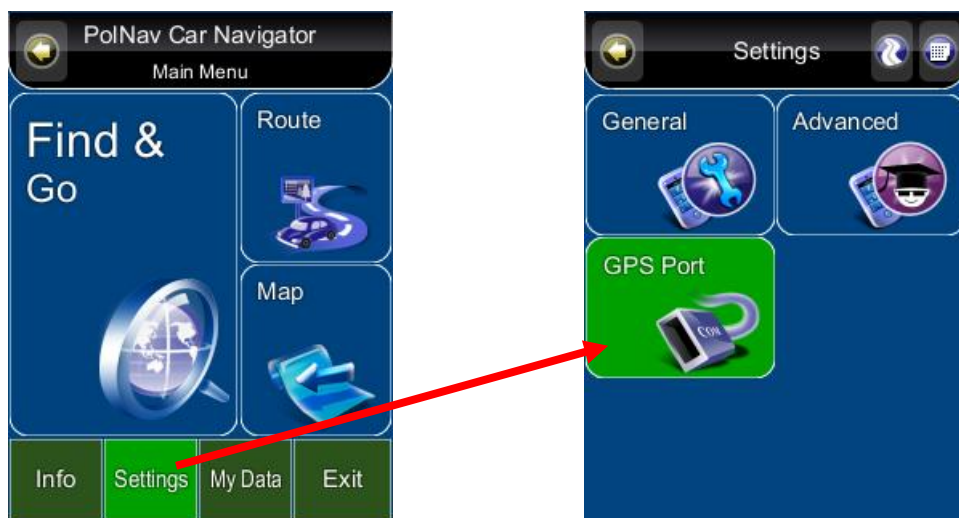 PolNav Car Navigator
Main Menu
Find &
Go
Route
Map
Info
Settings
My Data
Exit
Settings
General
Advanced
GPS Port
COM